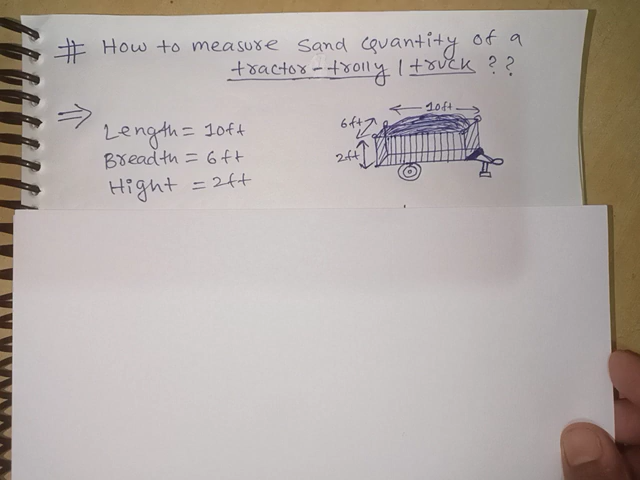 # How to measure sand quantity of a
tractor-trolly / truck ??
⇒
Length = 10ft
Breadth = 6ft
Hight = 2ft
10ft
6ft
2ft